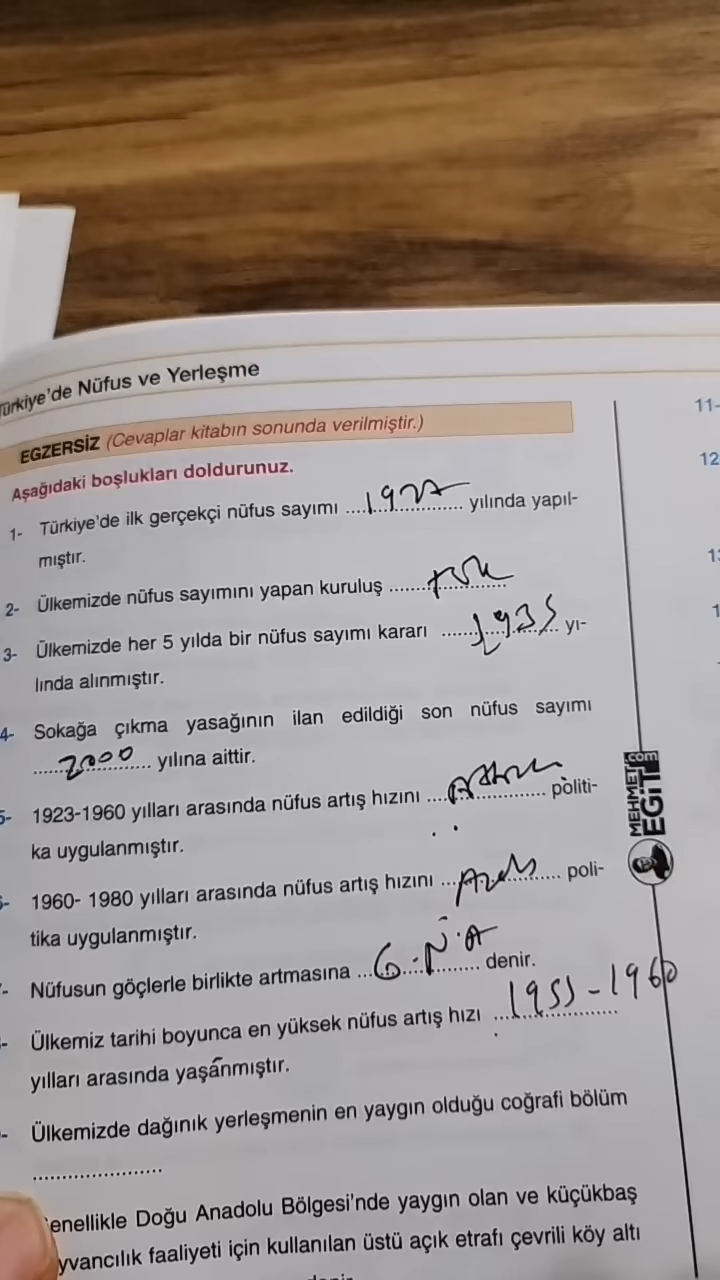 Türkiye'de Nüfus ve Yerleşme
EGZERSİZ (Cevaplar kitabın sonunda verilmiştir.)
Aşağıdaki boşlukları doldurunuz.
1- Türkiye'de ilk gerçekçi nüfus sayımı ....1927.... yılında yapıl-
mıştır.
2- Ülkemizde nüfus sayımını yapan kuruluş ........
3- Ülkemizde her 5 yılda bir nüfus sayımı kararı ......1935...... yı-
lında alınmıştır.
4- Sokağa çıkma yasağının ilan edildiği son nüfus sayımı
....2000.... yılına aittir.
5- 1923-1960 yılları arasında nüfus artış hızını ........ politi-
ka uygulanmıştır.
- 1960- 1980 yılları arasında nüfus artış hızını ........ poli-
tika uygulanmıştır.
- Nüfusun göçlerle birlikte artmasına ...G.N.A... denir.
- Ülkemiz tarihi boyunca en yüksek nüfus artış hızı ...1955-1960
yılları arasında yaşanmıştır.
- Ülkemizde dağınık yerleşmenin en yaygın olduğu coğrafi bölüm
......................
enellikle Doğu Anadolu Bölgesi'nde yaygın olan ve küçükbaş
yvancılık faaliyeti için kullanılan üstü açık etrafı çevrili köy altı
11-
12
MEHMET EĞİT .com